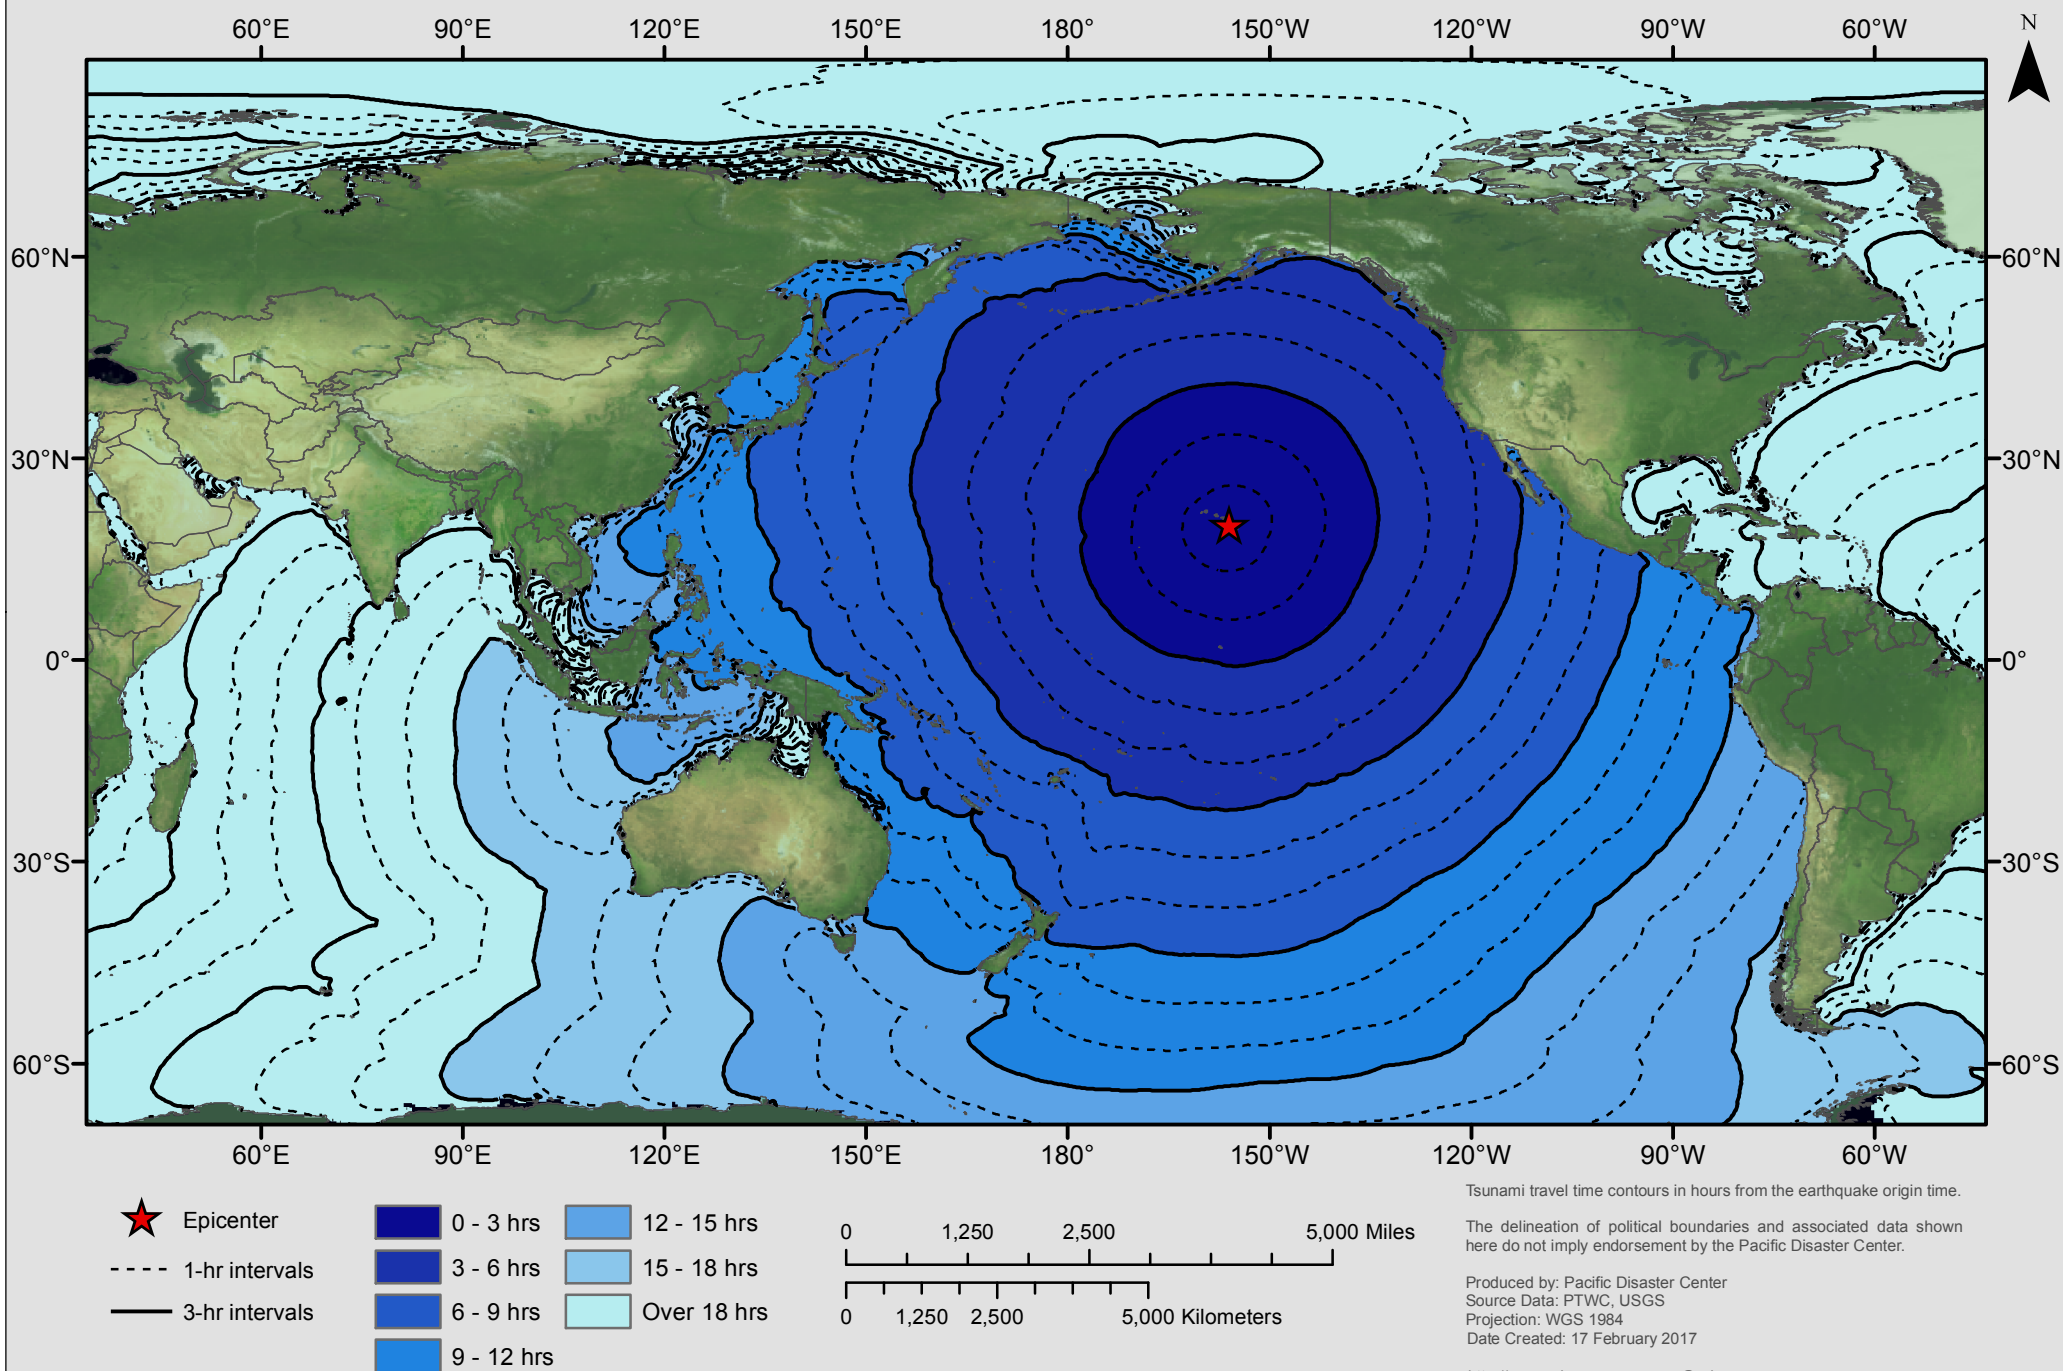 60°E 90°E 120°E 150°E 180° 150°W 120°W 90°W 60°W
N
60°N 60°N
30°N 30°N
0° 0°
30°S 30°S
60°S 60°S
60°E 90°E 120°E 150°E 180° 150°W 120°W 90°W 60°W
Epicenter
1-hr intervals
3-hr intervals
0 - 3 hrs
3 - 6 hrs
6 - 9 hrs
9 - 12 hrs
12 - 15 hrs
15 - 18 hrs
Over 18 hrs
0 1,250 2,500 5,000 Miles
0 1,250 2,500 5,000 Kilometers
Tsunami travel time contours in hours from the earthquake origin time.
The delineation of political boundaries and associated data shown
here do not imply endorsement by the Pacific Disaster Center.
Produced by: Pacific Disaster Center
Source Data: PTWC, USGS
Projection: WGS 1984
Date Created: 17 February 2017